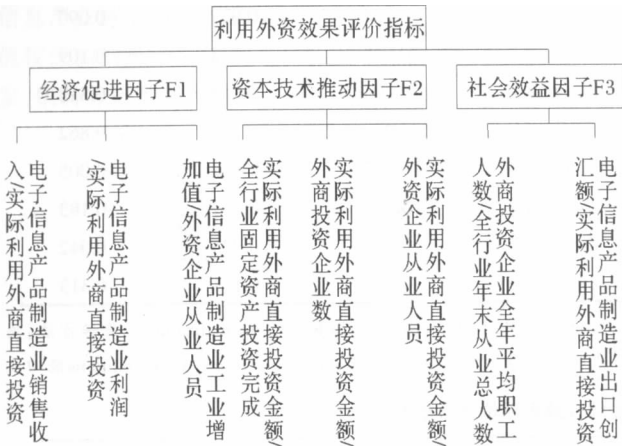 利用外资效果评价指标
经济促进因子F1
资本技术推动因子F2
社会效益因子F3
电子信息产品制造业销售收
入/实际利用外商直接投资
电子信息产品制造业利润
/实际利用外商直接投资
电子信息产品制造业工业增
加值/外资企业从业人员
实际利用外商直接投资金额/
全行业固定资产投资完成
实际利用外商直接投资金额/
外商投资企业数
实际利用外商直接投资金额/
外资企业从业人员
外商投资企业全年平均职工
人数/全行业年末从业总人数
电子信息产品制造业出口创
汇额/实际利用外商直接投资